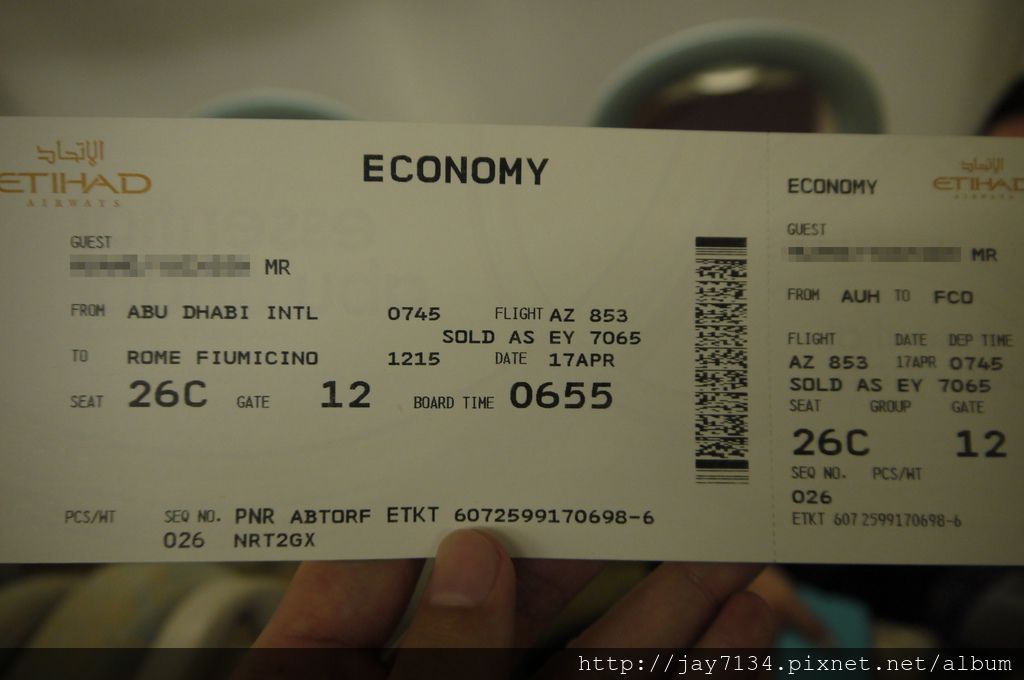 الإتحاد
ETIHAD
AIRWAYS
ECONOMY
GUEST
MR
FROM ABU DHABI INTL 0745 FLIGHT AZ 853
SOLD AS EY 7065
TO ROME FIUMICINO 1215 DATE 17APR
SEAT 26C GATE 12 BOARD TIME 0655
PCS/WT SEQ NO. PNR ABTORF ETKT 6072599170698-6
026 NRT2GX
الإتحاد
ETIHAD
AIRWAYS
ECONOMY
GUEST
MR
FROM AUH TO FCO
FLIGHT DATE DEP TIME
AZ 853 17APR 0745
SOLD AS EY 7065
SEAT GROUP GATE
26C 12
SEQ NO. PCS/WT
026
ETKT 6072599170698-6
http://jay7134.pixnet.net/album